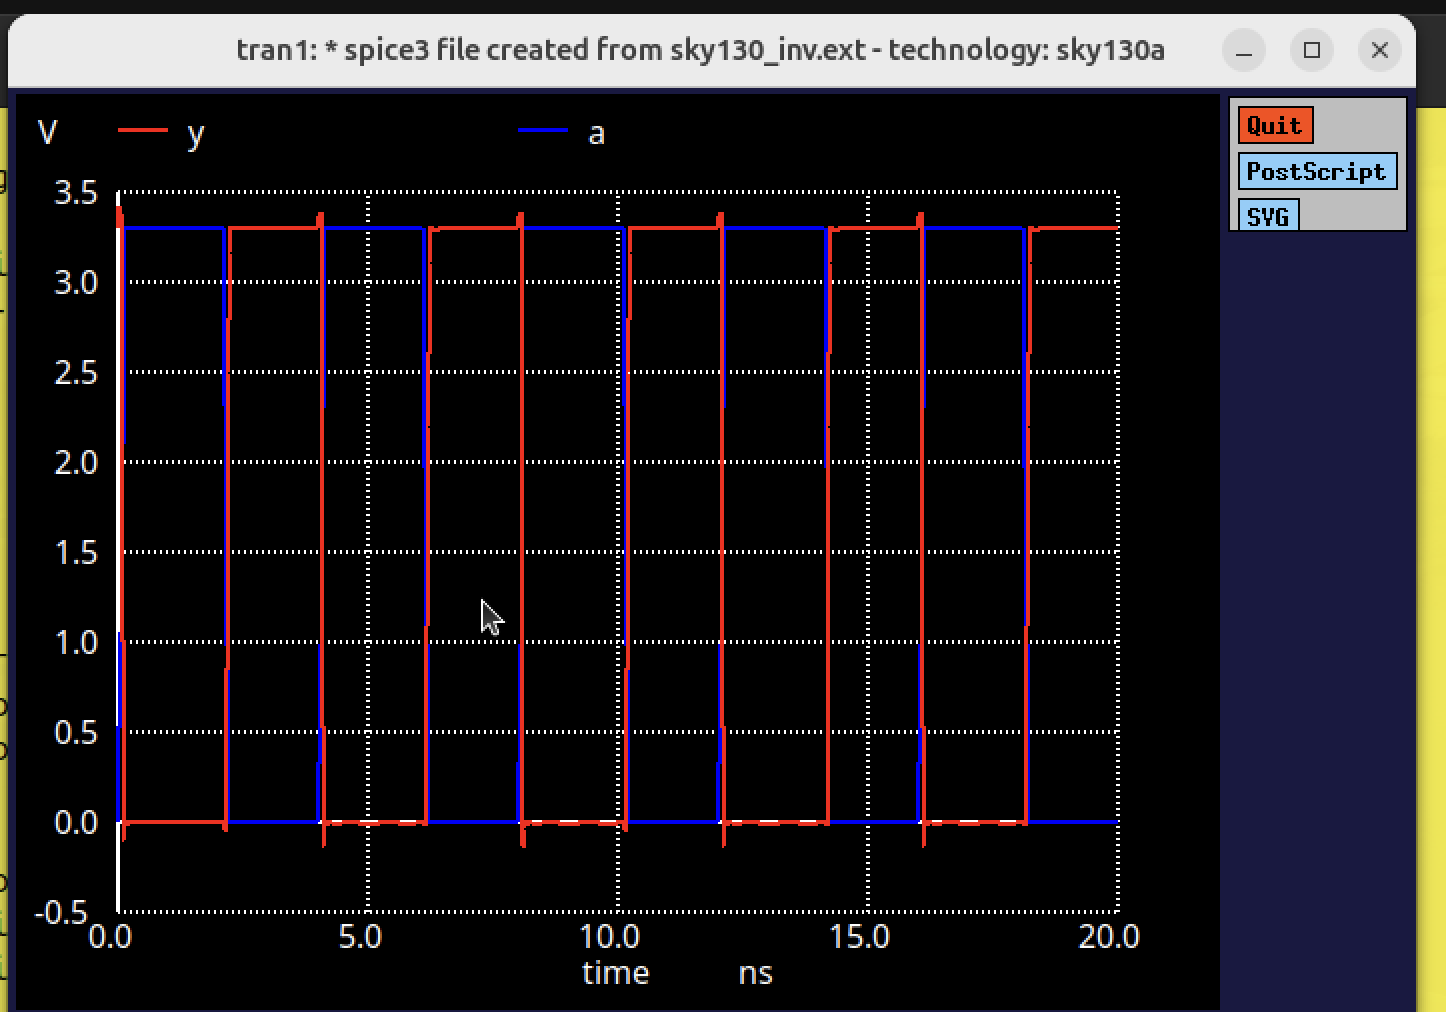 tran1: * spice3 file created from sky130_inv.ext - technology: sky130a
Quit
PostScript
SVG
V y a
3.5
3.0
2.5
2.0
1.5
1.0
0.5
0.0
-0.5
0.0 5.0 10.0 15.0 20.0
time ns